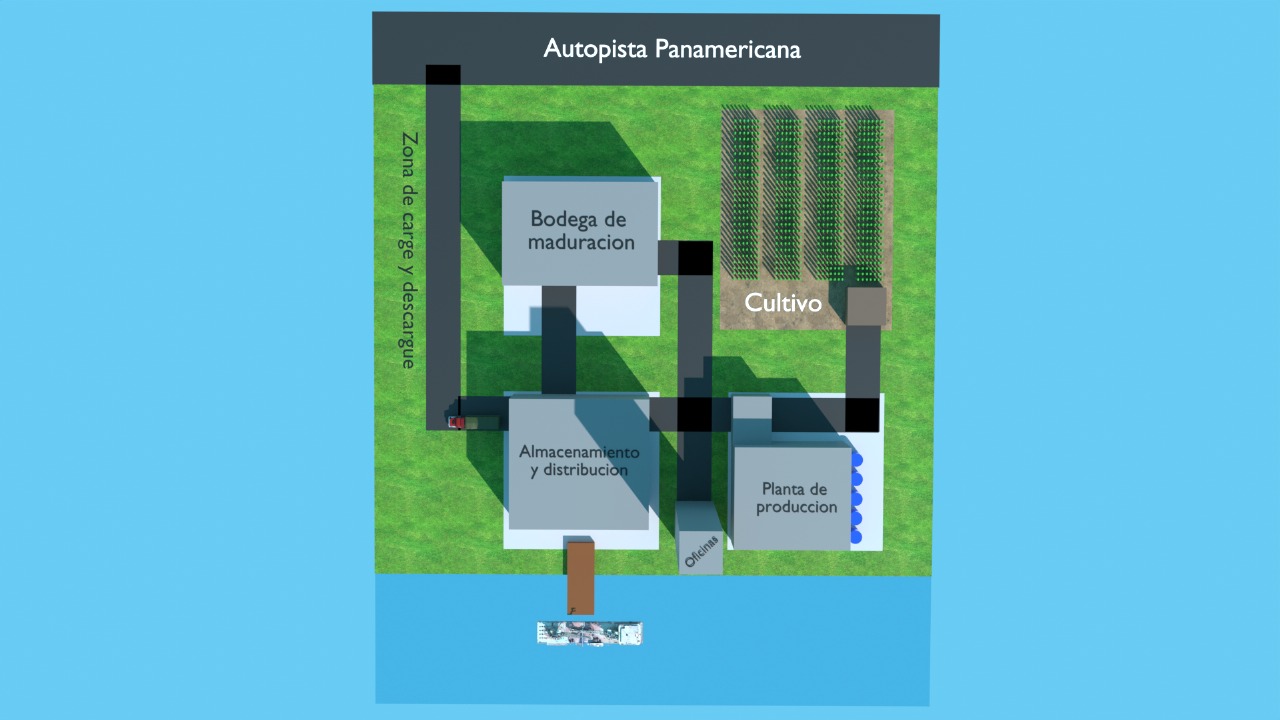 Autopista Panamericana
Zona de carge y descargue
Bodega de
maduracion
Cultivo
Almacenamiento
y distribucion
Planta de
produccion
Oficinas